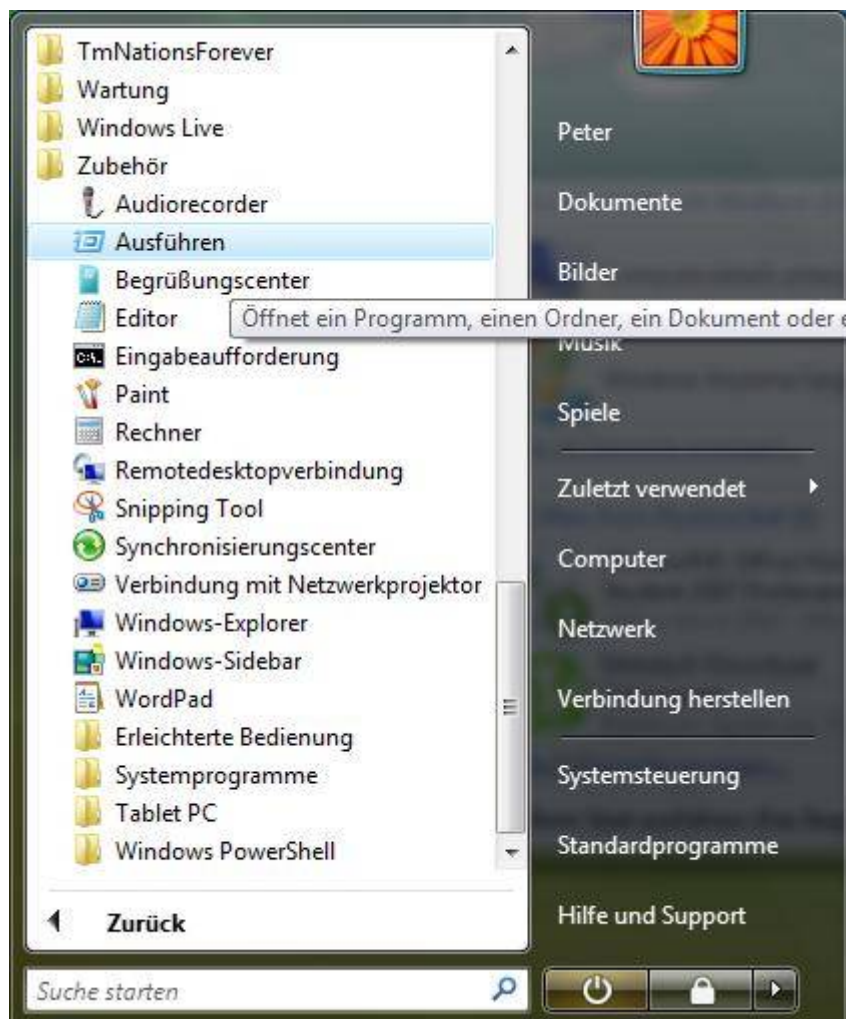 TmNationsForever
Wartung
Windows Live
Zubehör
Audiorecorder
Ausführen
Begrüßungscenter
Editor
Öffnet ein Programm, einen Ordner, ein Dokument oder e
Eingabeaufforderung
Paint
Rechner
Remotedesktopverbindung
Snipping Tool
Synchronisierungscenter
Verbindung mit Netzwerkprojektor
Windows-Explorer
Windows-Sidebar
WordPad
Erleichterte Bedienung
Systemprogramme
Tablet PC
Windows PowerShell
Zurück
Suche starten
Peter
Dokumente
Bilder
Musik
Spiele
Zuletzt verwendet
Computer
Netzwerk
Verbindung herstellen
Systemsteuerung
Standardprogramme
Hilfe und Support